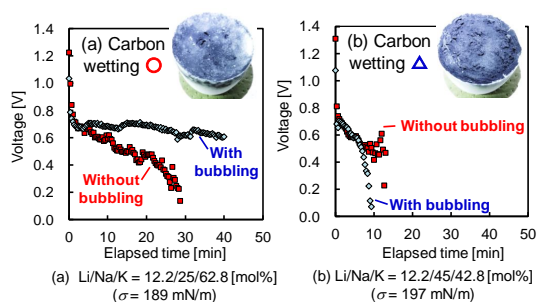 (a) Carbon
wetting ○
Voltage [V]
1.4
1.2
1.0
0.8
0.6
0.4
0.2
0.0
With
bubbling
Without
bubbling
0 10 20 30 40 50
Elapsed time [min]
(a) Li/Na/K = 12.2/25/62.8 [mol%]
(σ = 189 mN/m)
(b) Carbon
wetting △
Voltage [V]
1.4
1.2
1.0
0.8
0.6
0.4
0.2
0.0
Without bubbling
With bubbling
0 10 20 30 40 50
Elapsed time [min]
(b) Li/Na/K = 12.2/45/42.8 [mol%]
(σ = 197 mN/m)